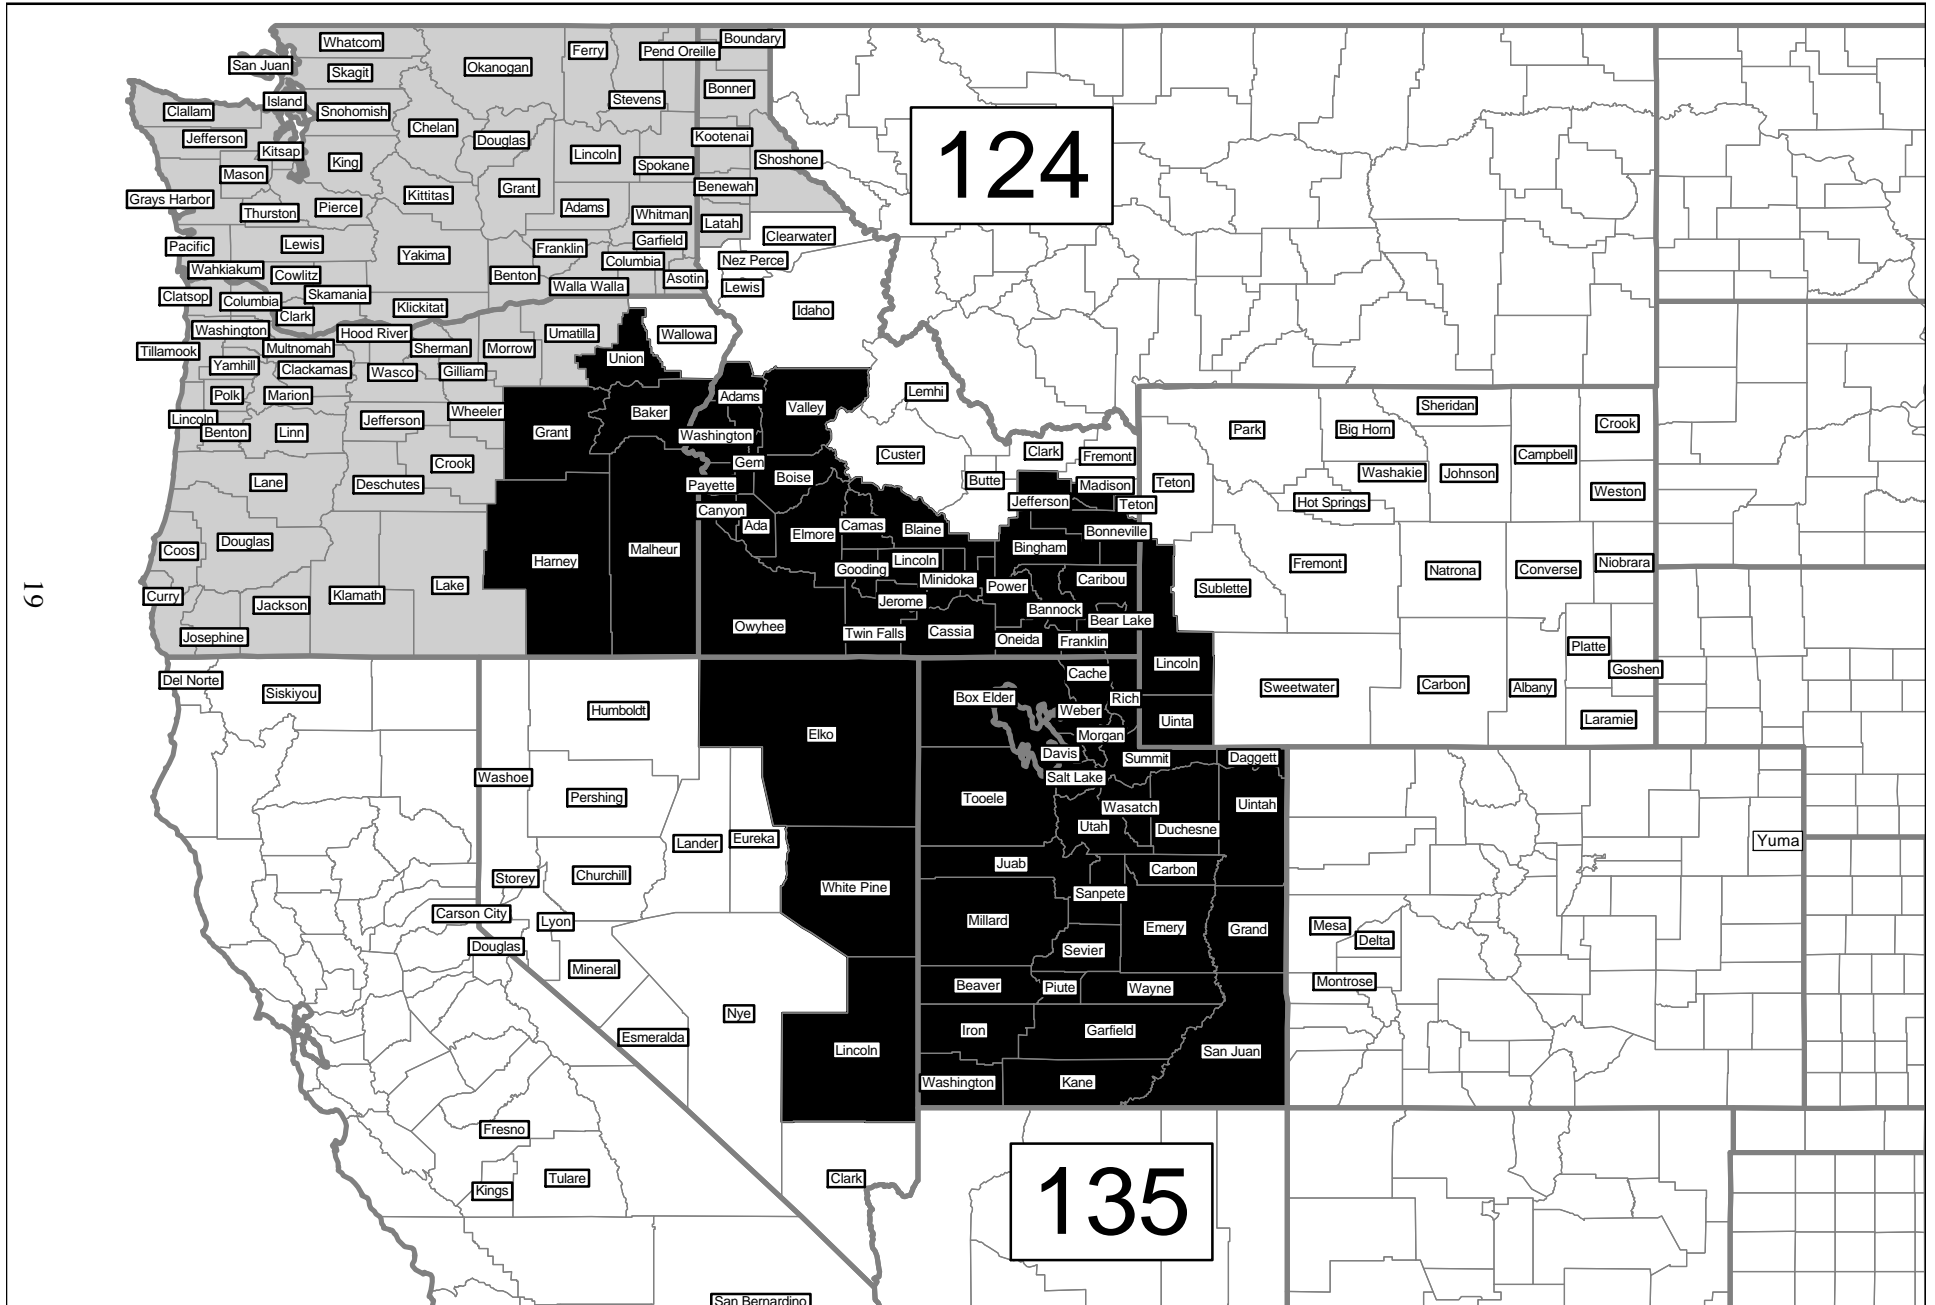 Whatcom
Ferry
Pend Oreille
Boundary
San Juan
Skagit
Okanogan
Bonner
Island
Stevens
Clallam
Snohomish
Chelan
Jefferson
Douglas
Kootenai
Kitsap
King
Lincoln
Spokane
Shoshone
124
Mason
Grays Harbor
Kittitas
Grant
Benewah
Thurston
Pierce
Adams
Whitman
Latah
Pacific
Lewis
Yakima
Franklin
Garfield
Clearwater
Wahkiakum
Cowlitz
Benton
Columbia
Asotin
Nez Perce
Walla Walla
Lewis
Clatsop
Columbia
Skamania
Clark
Klickitat
Idaho
Washington
Hood River
Umatilla
Wallowa
Tillamook
Multnomah
Sherman
Morrow
Union
Yamhill
Clackamas
Wasco
Gilliam
Polk
Marion
Adams
Valley
Lemhi
Lincoln
Jefferson
Wheeler
Baker
Benton
Linn
Grant
Washington
Custer
Clark
Fremont
Park
Big Horn
Sheridan
Crook
Crook
Gem
Campbell
Lane
Deschutes
Payette
Boise
Butte
Madison
Teton
Washakie
Johnson
Weston
Canyon
Jefferson
Teton
Hot Springs
Ada
Camas
Blaine
Bonneville
Coos
Douglas
Elmore
Harney
Malheur
Lincoln
Bingham
Fremont
Natrona
Converse
Niobrara
Gooding
Minidoka
Power
Caribou
Sublette
19
Curry
Jackson
Klamath
Lake
Jerome
Bannock
Bear Lake
Josephine
Owyhee
Twin Falls
Cassia
Oneida
Franklin
Platte
Goshen
Del Norte
Siskiyou
Cache
Lincoln
Sweetwater
Carbon
Albany
Humboldt
Box Elder
Weber
Rich
Uinta
Laramie
Elko
Morgan
Davis
Summit
Daggett
Washoe
Salt Lake
Pershing
Tooele
Wasatch
Uintah
Lander
Eureka
Utah
Duchesne
Yuma
Storey
Churchill
White Pine
Juab
Carbon
Sanpete
Carson City
Lyon
Millard
Emery
Grand
Mesa
Delta
Douglas
Sevier
Mineral
Beaver
Piute
Wayne
Montrose
Nye
Esmeralda
Lincoln
Iron
Garfield
San Juan
Washington
Kane
Fresno
Tulare
Kings
Clark
135
San Bernardino